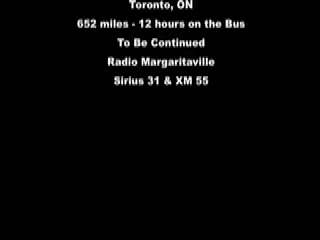 Toronto, ON
652 miles - 12 hours on the Bus
To Be Continued
Radio Margaritaville
Sirius 31 & XM 55